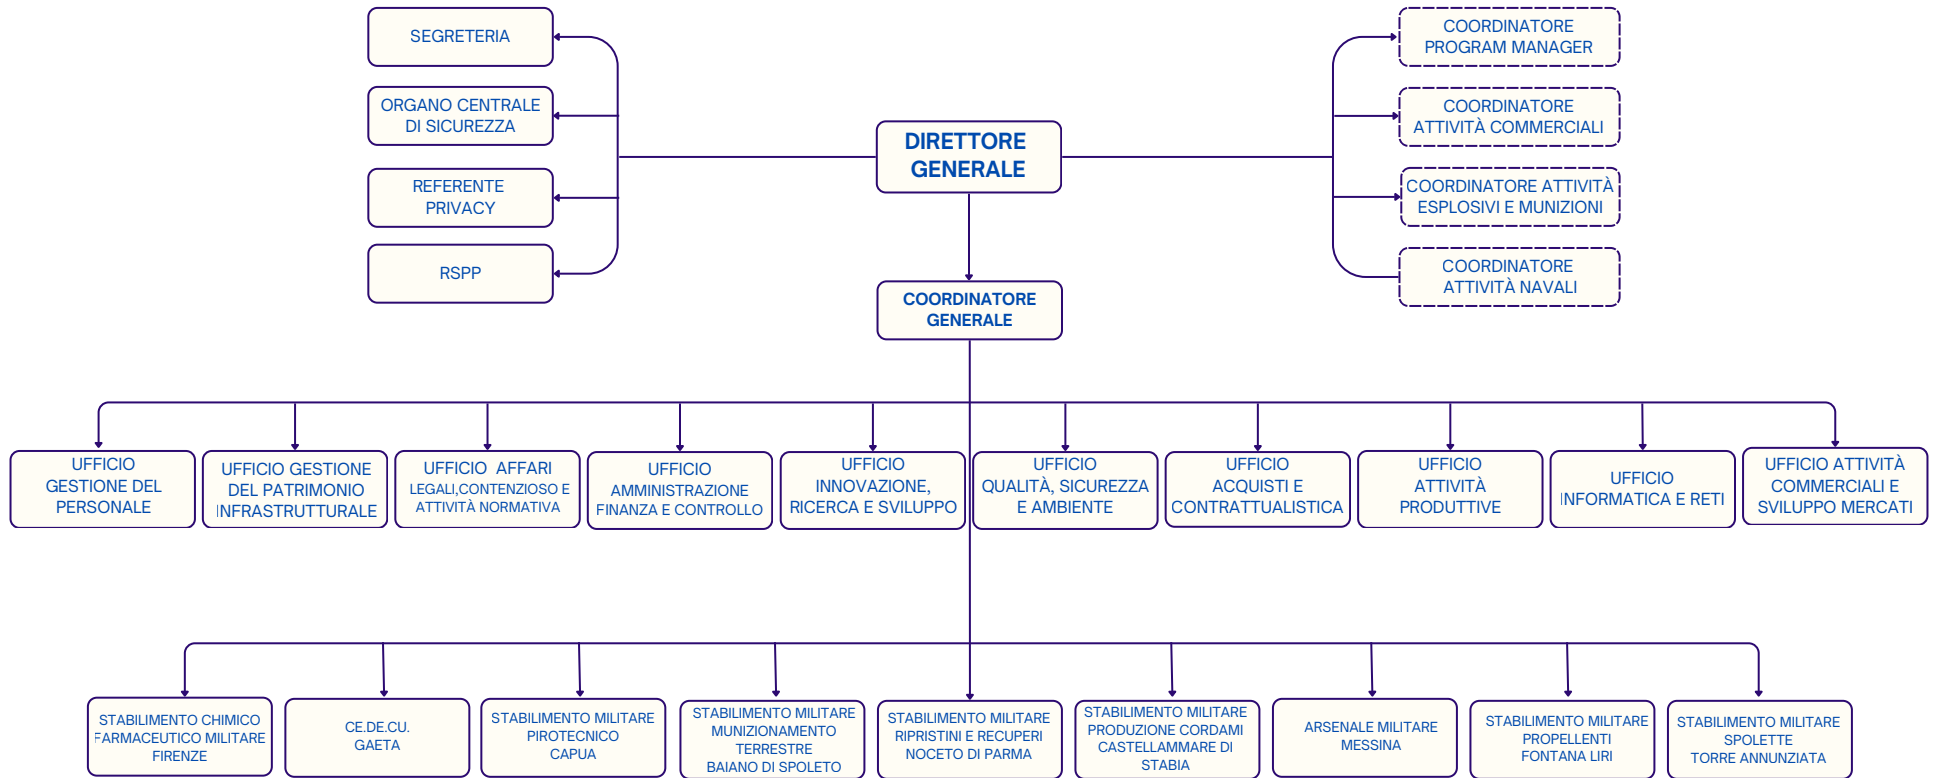 SEGRETERIA
ORGANO CENTRALE
DI SICUREZZA
REFERENTE
PRIVACY
RSPP
DIRETTORE
GENERALE
COORDINATORE
GENERALE
COORDINATORE
PROGRAM MANAGER
COORDINATORE
ATTIVITÀ COMMERCIALI
COORDINATORE ATTIVITÀ
ESPLOSIVI E MUNIZIONI
COORDINATORE
ATTIVITÀ NAVALI
UFFICIO
GESTIONE DEL
PERSONALE
UFFICIO GESTIONE
DEL PATRIMONIO
INFRASTRUTTURALE
UFFICIO AFFARI
LEGALI,CONTENZIOSO E
ATTIVITÀ NORMATIVA
UFFICIO
AMMINISTRAZIONE
FINANZA E CONTROLLO
UFFICIO
INNOVAZIONE,
RICERCA E SVILUPPO
UFFICIO
QUALITÀ, SICUREZZA
E AMBIENTE
UFFICIO
ACQUISTI E
CONTRATTUALISTICA
UFFICIO
ATTIVITÀ
PRODUTTIVE
UFFICIO
INFORMATICA E RETI
UFFICIO ATTIVITÀ
COMMERCIALI E
SVILUPPO MERCATI
STABILIMENTO CHIMICO
FARMACEUTICO MILITARE
FIRENZE
CE.DE.CU.
GAETA
STABILIMENTO MILITARE
PIROTECNICO
CAPUA
STABILIMENTO MILITARE
MUNIZIONAMENTO
TERRESTRE
BAIANO DI SPOLETO
STABILIMENTO MILITARE
RIPRISTINI E RECUPERI
NOCETO DI PARMA
STABILIMENTO MILITARE
PRODUZIONE CORDAMI
CASTELLAMMARE DI
STABIA
ARSENALE MILITARE
MESSINA
STABILIMENTO MILITARE
PROPELLENTI
FONTANA LIRI
STABILIMENTO MILITARE
SPOLETTE
TORRE ANNUNZIATA